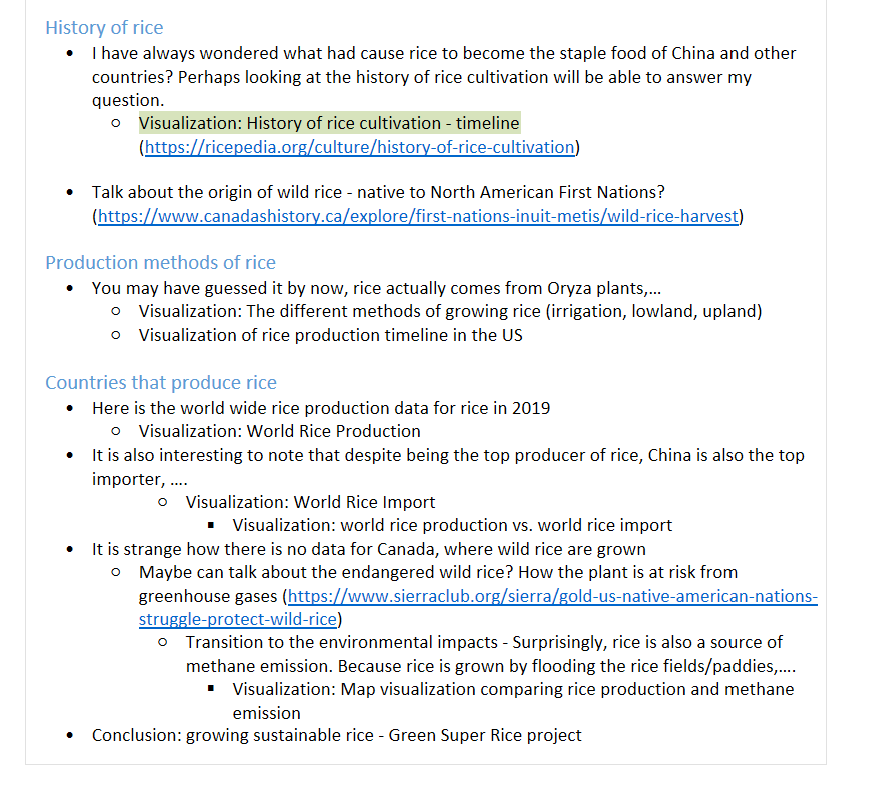 History of rice
• I have always wondered what had cause rice to become the staple food of China and other
countries? Perhaps looking at the history of rice cultivation will be able to answer my
question.
○ Visualization: History of rice cultivation - timeline
(https://ricepedia.org/culture/history-of-rice-cultivation)
• Talk about the origin of wild rice - native to North American First Nations?
(https://www.canadashistory.ca/explore/first-nations-inuit-metis/wild-rice-harvest)
Production methods of rice
• You may have guessed it by now, rice actually comes from Oryza plants,...
○ Visualization: The different methods of growing rice (irrigation, lowland, upland)
○ Visualization of rice production timeline in the US
Countries that produce rice
• Here is the world wide rice production data for rice in 2019
○ Visualization: World Rice Production
• It is also interesting to note that despite being the top producer of rice, China is also the top
importer, ....
○ Visualization: World Rice Import
▪ Visualization: world rice production vs. world rice import
• It is strange how there is no data for Canada, where wild rice are grown
○ Maybe can talk about the endangered wild rice? How the plant is at risk from
greenhouse gases (https://www.sierraclub.org/sierra/gold-us-native-american-nations-
struggle-protect-wild-rice)
○ Transition to the environmental impacts - Surprisingly, rice is also a source of
methane emission. Because rice is grown by flooding the rice fields/paddies,....
▪ Visualization: Map visualization comparing rice production and methane
emission
• Conclusion: growing sustainable rice - Green Super Rice project